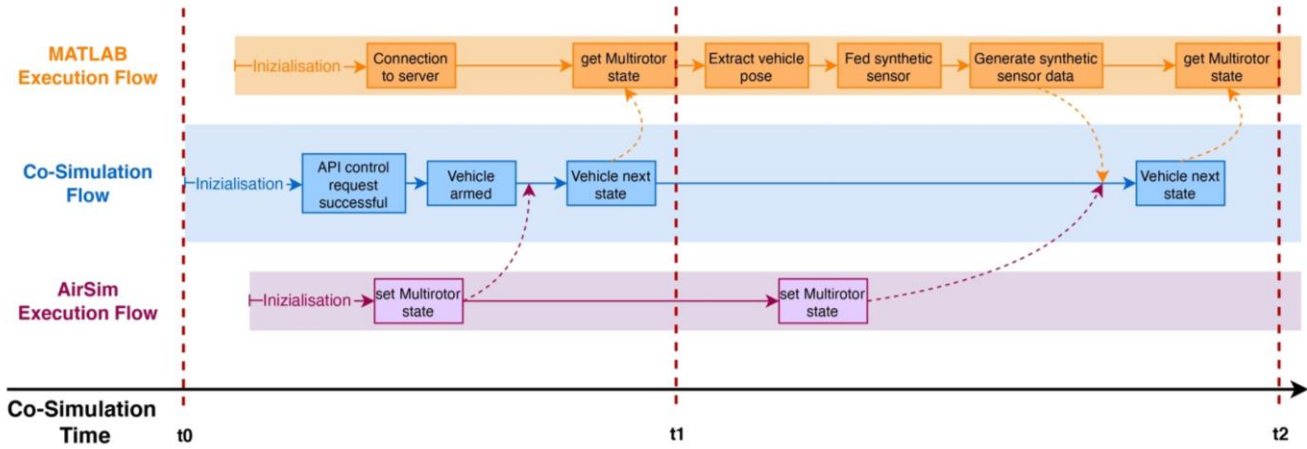 MATLAB
Execution Flow
Inizialisation
Connection
to server
get Multirotor
state
Extract vehicle
pose
Fed synthetic
sensor
Generate synthetic
sensor data
get Multirotor
state
Co-Simulation
Flow
Inizialisation
API control
request
successful
Vehicle
armed
Vehicle next
state
Vehicle next
state
AirSim
Execution Flow
Inizialisation
set Multirotor
state
set Multirotor
state
Co-Simulation
Time
t0
t1
t2